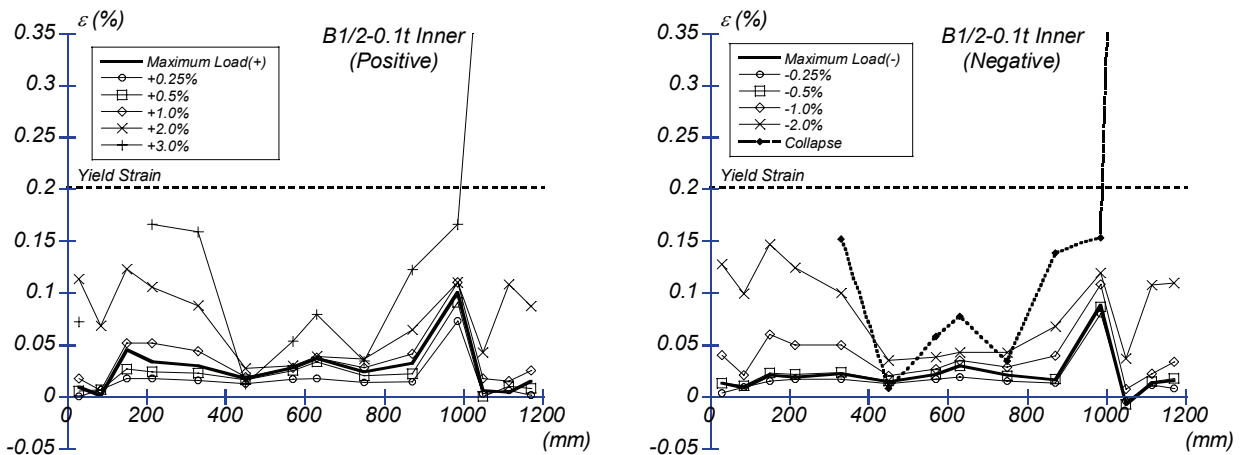 ε (%)
0.35
0.3
0.25
0.2
0.15
0.1
0.05
0
-0.05
B1/2-0.1t Inner
(Positive)
Maximum Load(+)
+0.25%
+0.5%
+1.0%
+2.0%
+3.0%
Yield Strain
0 200 400 600 800 1000 1200
(mm)
ε (%)
0.35
0.3
0.25
0.2
0.15
0.1
0.05
0
-0.05
B1/2-0.1t Inner
(Negative)
Maximum Load(-)
-0.25%
-0.5%
-1.0%
-2.0%
Collapse
Yield Strain
0 200 400 600 800 1000 1200
(mm)